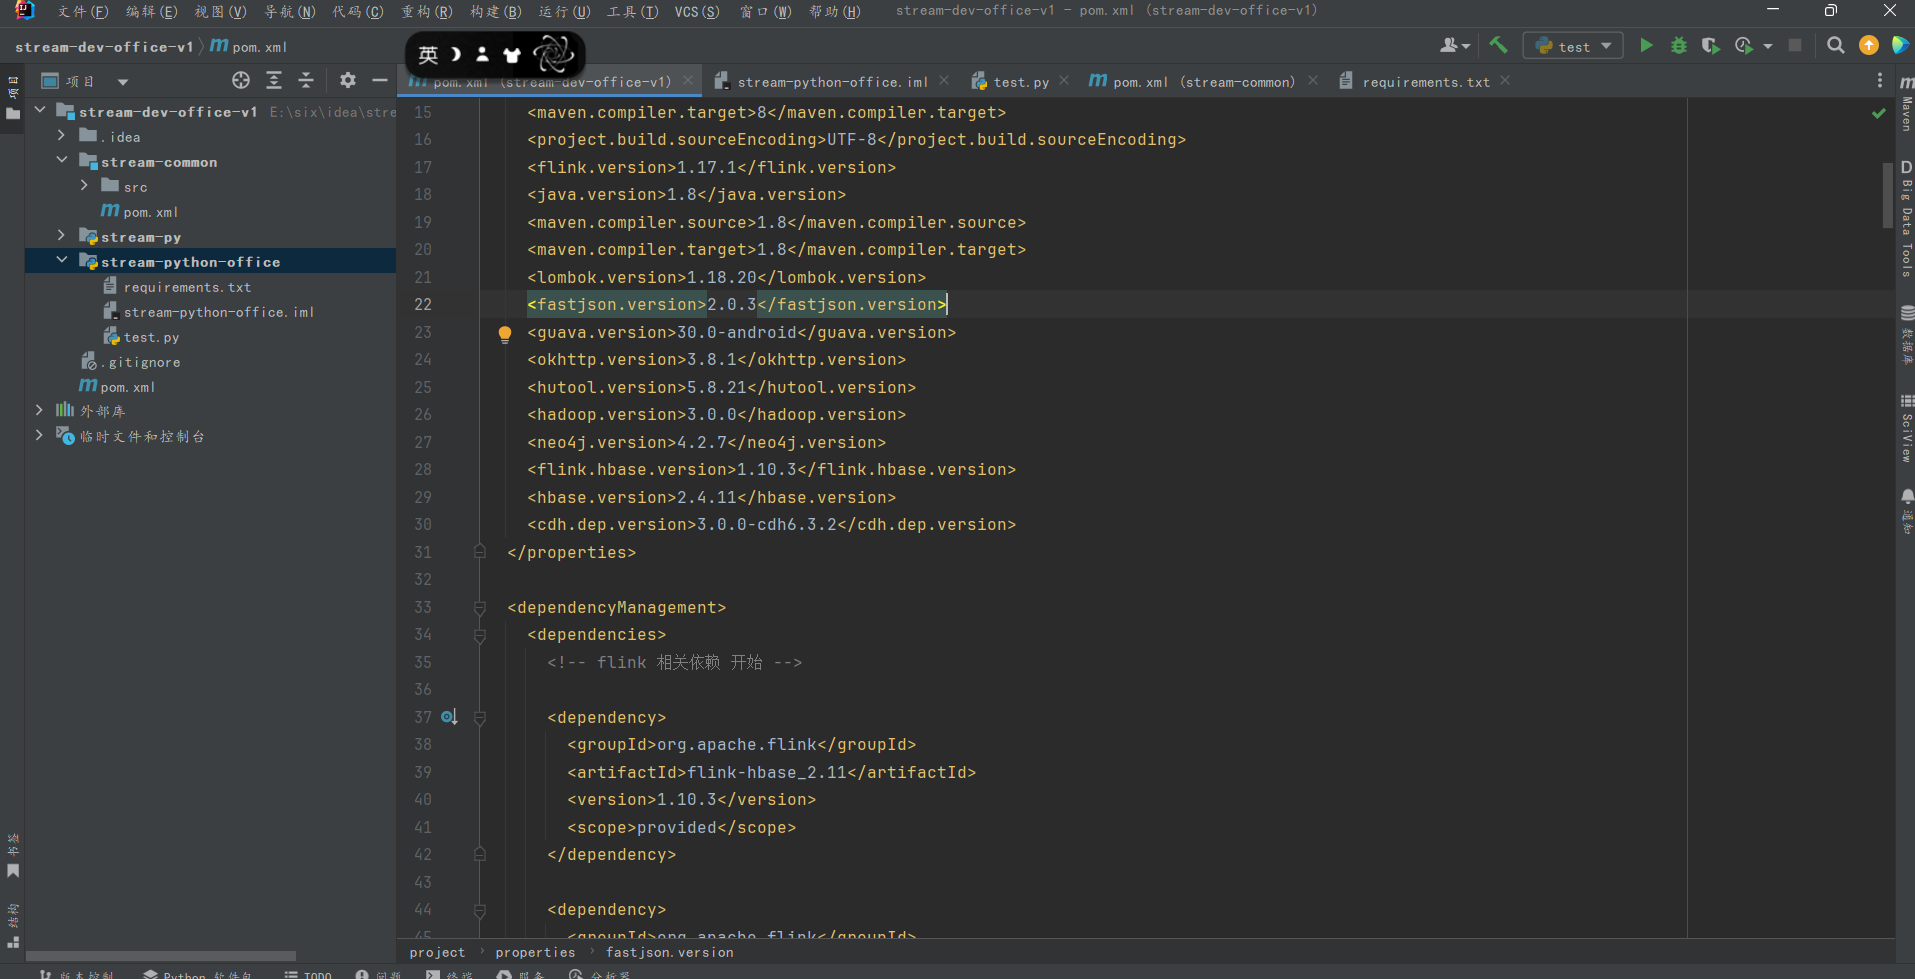 文件(F) 编辑(E) 视图(V) 导航(N) 代码(C) 重构(R) 构建(B) 运行(U) 工具(T) VCS(S) 窗口(W) 帮助(H) stream-dev-office-v1 - pom.xml (stream-dev-office-v1)
stream-dev-office-v1 pom.xml
英
test
项目
pom.xml (stream-dev-office-v1) stream-python-office.iml test.py pom.xml (stream-common) requirements.txt
项目
stream-dev-office-v1 E:\six\idea\stre
.idea
stream-common
src
pom.xml
stream-py
stream-python-office
requirements.txt
stream-python-office.iml
test.py
.gitignore
pom.xml
外部库
临时文件和控制台
书签
结构
15 <maven.compiler.target>8</maven.compiler.target>
16 <project.build.sourceEncoding>UTF-8</project.build.sourceEncoding>
17 <flink.version>1.17.1</flink.version>
18 <java.version>1.8</java.version>
19 <maven.compiler.source>1.8</maven.compiler.source>
20 <maven.compiler.target>1.8</maven.compiler.target>
21 <lombok.version>1.18.20</lombok.version>
22 <fastjson.version>2.0.3</fastjson.version>
23 <guava.version>30.0-android</guava.version>
24 <okhttp.version>3.8.1</okhttp.version>
25 <hutool.version>5.8.21</hutool.version>
26 <hadoop.version>3.0.0</hadoop.version>
27 <neo4j.version>4.2.7</neo4j.version>
28 <flink.hbase.version>1.10.3</flink.hbase.version>
29 <hbase.version>2.4.11</hbase.version>
30 <cdh.dep.version>3.0.0-cdh6.3.2</cdh.dep.version>
31 </properties>
32
33 <dependencyManagement>
34 <dependencies>
35 <!-- flink 相关依赖 开始 -->
36
37 <dependency>
38 <groupId>org.apache.flink</groupId>
39 <artifactId>flink-hbase_2.11</artifactId>
40 <version>1.10.3</version>
41 <scope>provided</scope>
42 </dependency>
43
44 <dependency>
45 <groupId>org.apache.flink</groupId>
Maven
Big Data Tools
数据库
SciView
通知
project properties fastjson.version
版本控制 Python 软件包 TODO 问题 终端 服务 分析器